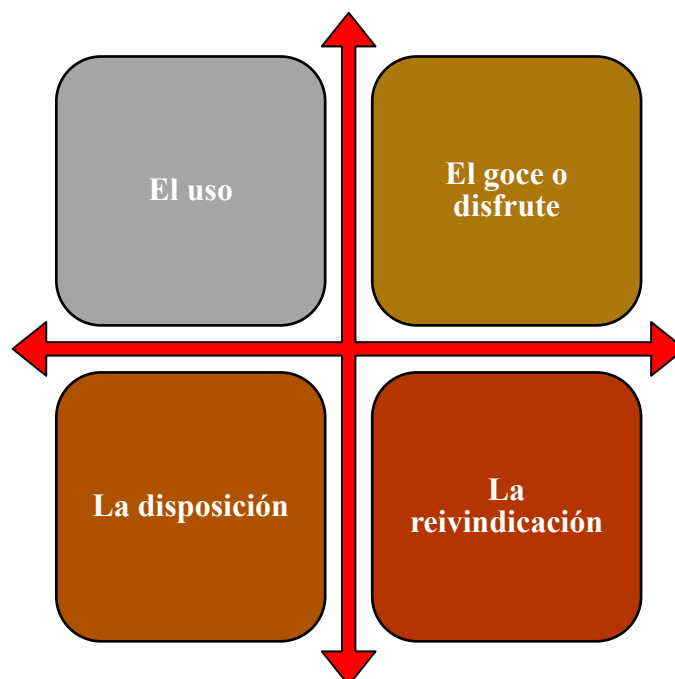 El uso
El goce o
disfrute
La disposición
La
reivindicación